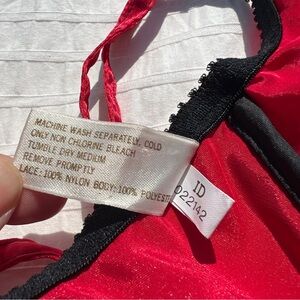 MACHINE WASH SEPARATELY, COLD
ONLY NON CHLORINE BLEACH
TUMBLE DRY MEDIUM
REMOVE PROMPTLY
LACE: 100% NYLON BODY: 100% POLYEST
ID
022142